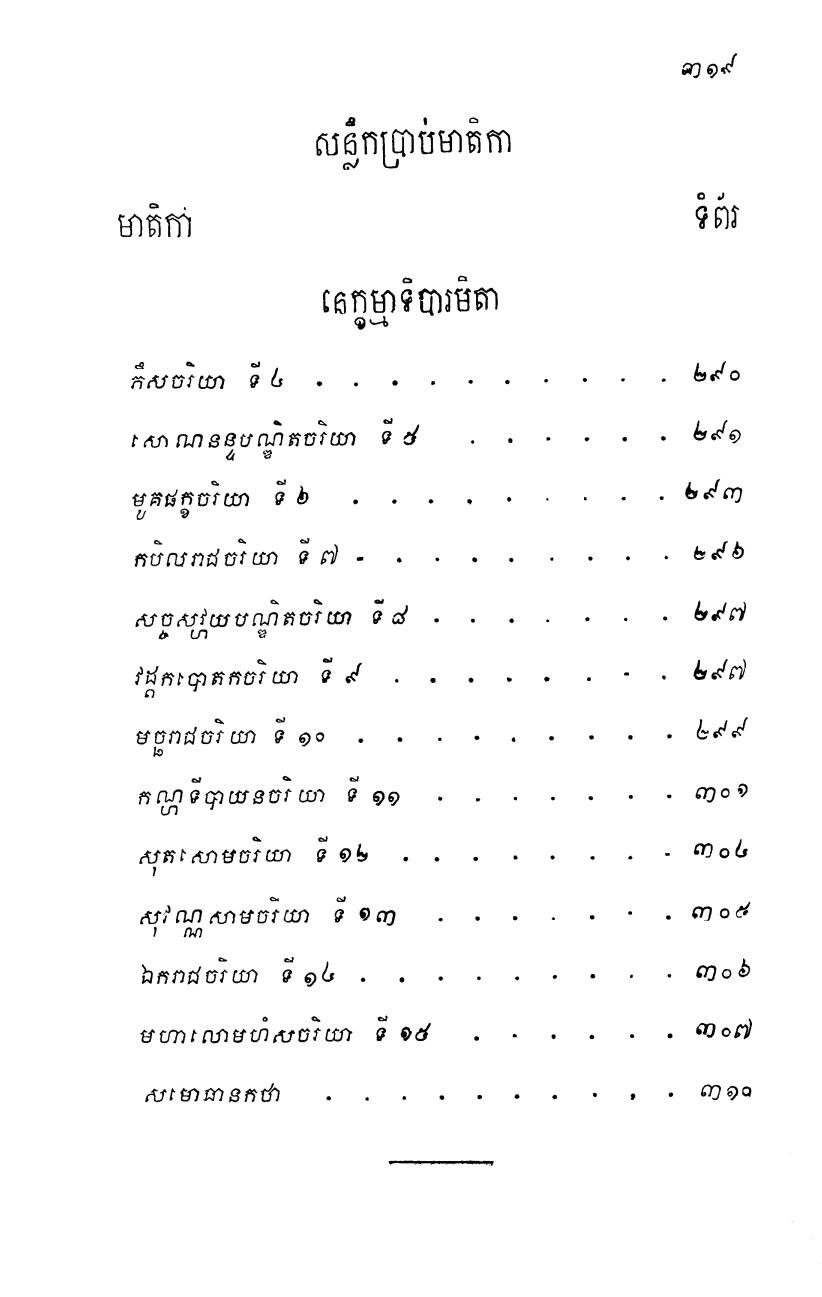 ៣១៩
សន្លឹកប្រាប់មាតិកា
មាតិកា ទំព័រ
នេក្ខម្មាទិបារមិតា
ភឹសចរិយា ទី ៤ . . . . . . . . . . ២៩០
សោណនន្ទបណ្ឌិតចរិយា ទី ៥ . . . . . . ២៩១
មូគផក្ខចរិយា ទី ៦ . . . . . . . . . ២៩៣
កបិលរាជចរិយា ទី ៧ . . . . . . . . . ២៩៦
សច្ចសវ្ហយបណ្ឌិតចរិយា ទី ៨ . . . . . . . ២៩៧
វដ្តកបោតកចរិយា ទី ៩ . . . . . . . . ២៩៧
មច្ឆរាជចរិយា ទី ១០ . . . . . . . . . ២៩៩
កណ្ហទីបាយនចរិយា ទី ១១ . . . . . . . ៣០១
សុតសោមចរិយា ទី ១២ . . . . . . . . ៣០៤
សុវណ្ណសាមចរិយា ទី ១៣ . . . . . . . ៣០៥
ឯករាជចរិយា ទី ១៤ . . . . . . . . . ៣០៦
មហាលោមហំសចរិយា ទី ១៥ . . . . . . ៣០៧
សមោធានកថា . . . . . . . . . . ៣១០